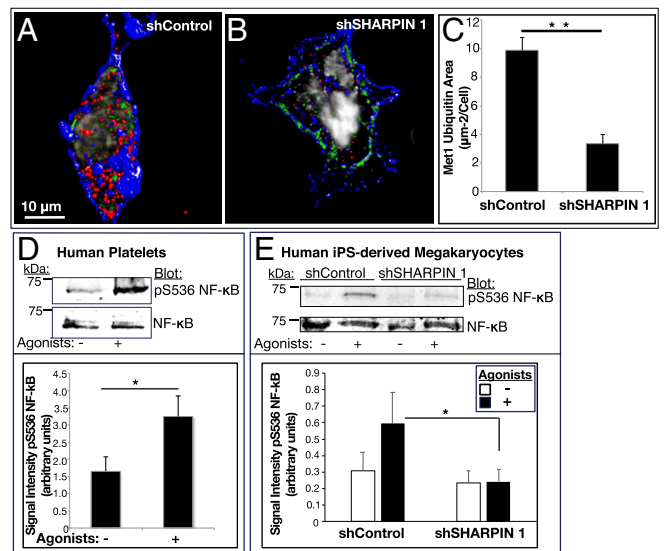 A shControl
10 μm
B shSHARPIN 1
C
Met1 Ubiquitin Area
(μm-2/Cell)
12
10
8
6
4
2
0
* *
shControl shSHARPIN 1
D Human Platelets
kDa: Blot:
75 pS536 NF-κB
75 NF-κB
Agonists: - +
Signal Intensity pS536 NF-kB
(arbitrary units)
4.5
4.0
3.5
3.0
2.5
2.0
1.5
1.0
0.5
0
*
Agonists: - +
E Human iPS-derived Megakaryocytes
kDa: shControl shSHARPIN 1 Blot:
75 pS536 NF-κB
75 NF-κB
Agonists: - + - +
Signal Intensity pS536 NF-kB
(arbitrary units)
0.9
0.8
0.7
0.6
0.5
0.4
0.3
0.2
0.1
0
Agonists
-
+
*
shControl shSHARPIN 1